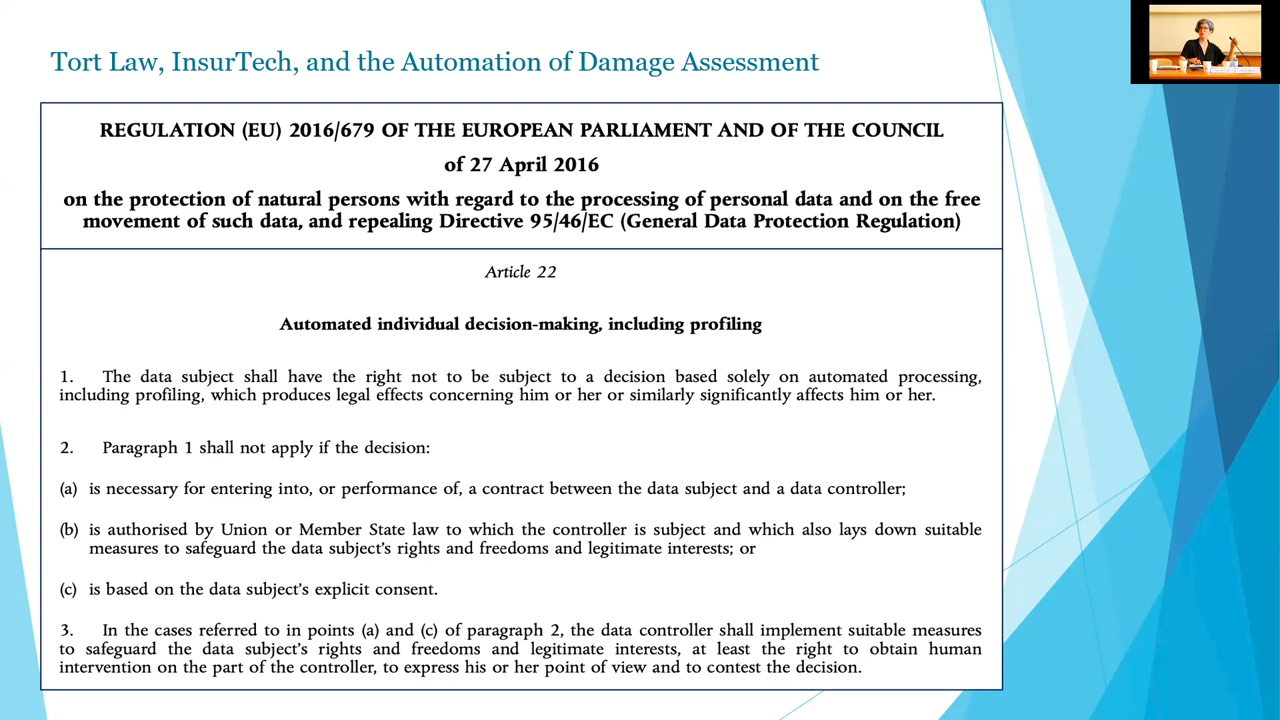 Tort Law, InsurTech, and the Automation of Damage Assessment
REGULATION (EU) 2016/679 OF THE EUROPEAN PARLIAMENT AND OF THE COUNCIL
of 27 April 2016
on the protection of natural persons with regard to the processing of personal data and on the free
movement of such data, and repealing Directive 95/46/EC (General Data Protection Regulation)
Article 22
Automated individual decision-making, including profiling
1. The data subject shall have the right not to be subject to a decision based solely on automated processing,
including profiling, which produces legal effects concerning him or her or similarly significantly affects him or her.
2. Paragraph 1 shall not apply if the decision:
(a) is necessary for entering into, or performance of, a contract between the data subject and a data controller;
(b) is authorised by Union or Member State law to which the controller is subject and which also lays down suitable
measures to safeguard the data subject's rights and freedoms and legitimate interests; or
(c) is based on the data subject's explicit consent.
3. In the cases referred to in points (a) and (c) of paragraph 2, the data controller shall implement suitable measures
to safeguard the data subject's rights and freedoms and legitimate interests, at least the right to obtain human
intervention on the part of the controller, to express his or her point of view and to contest the decision.